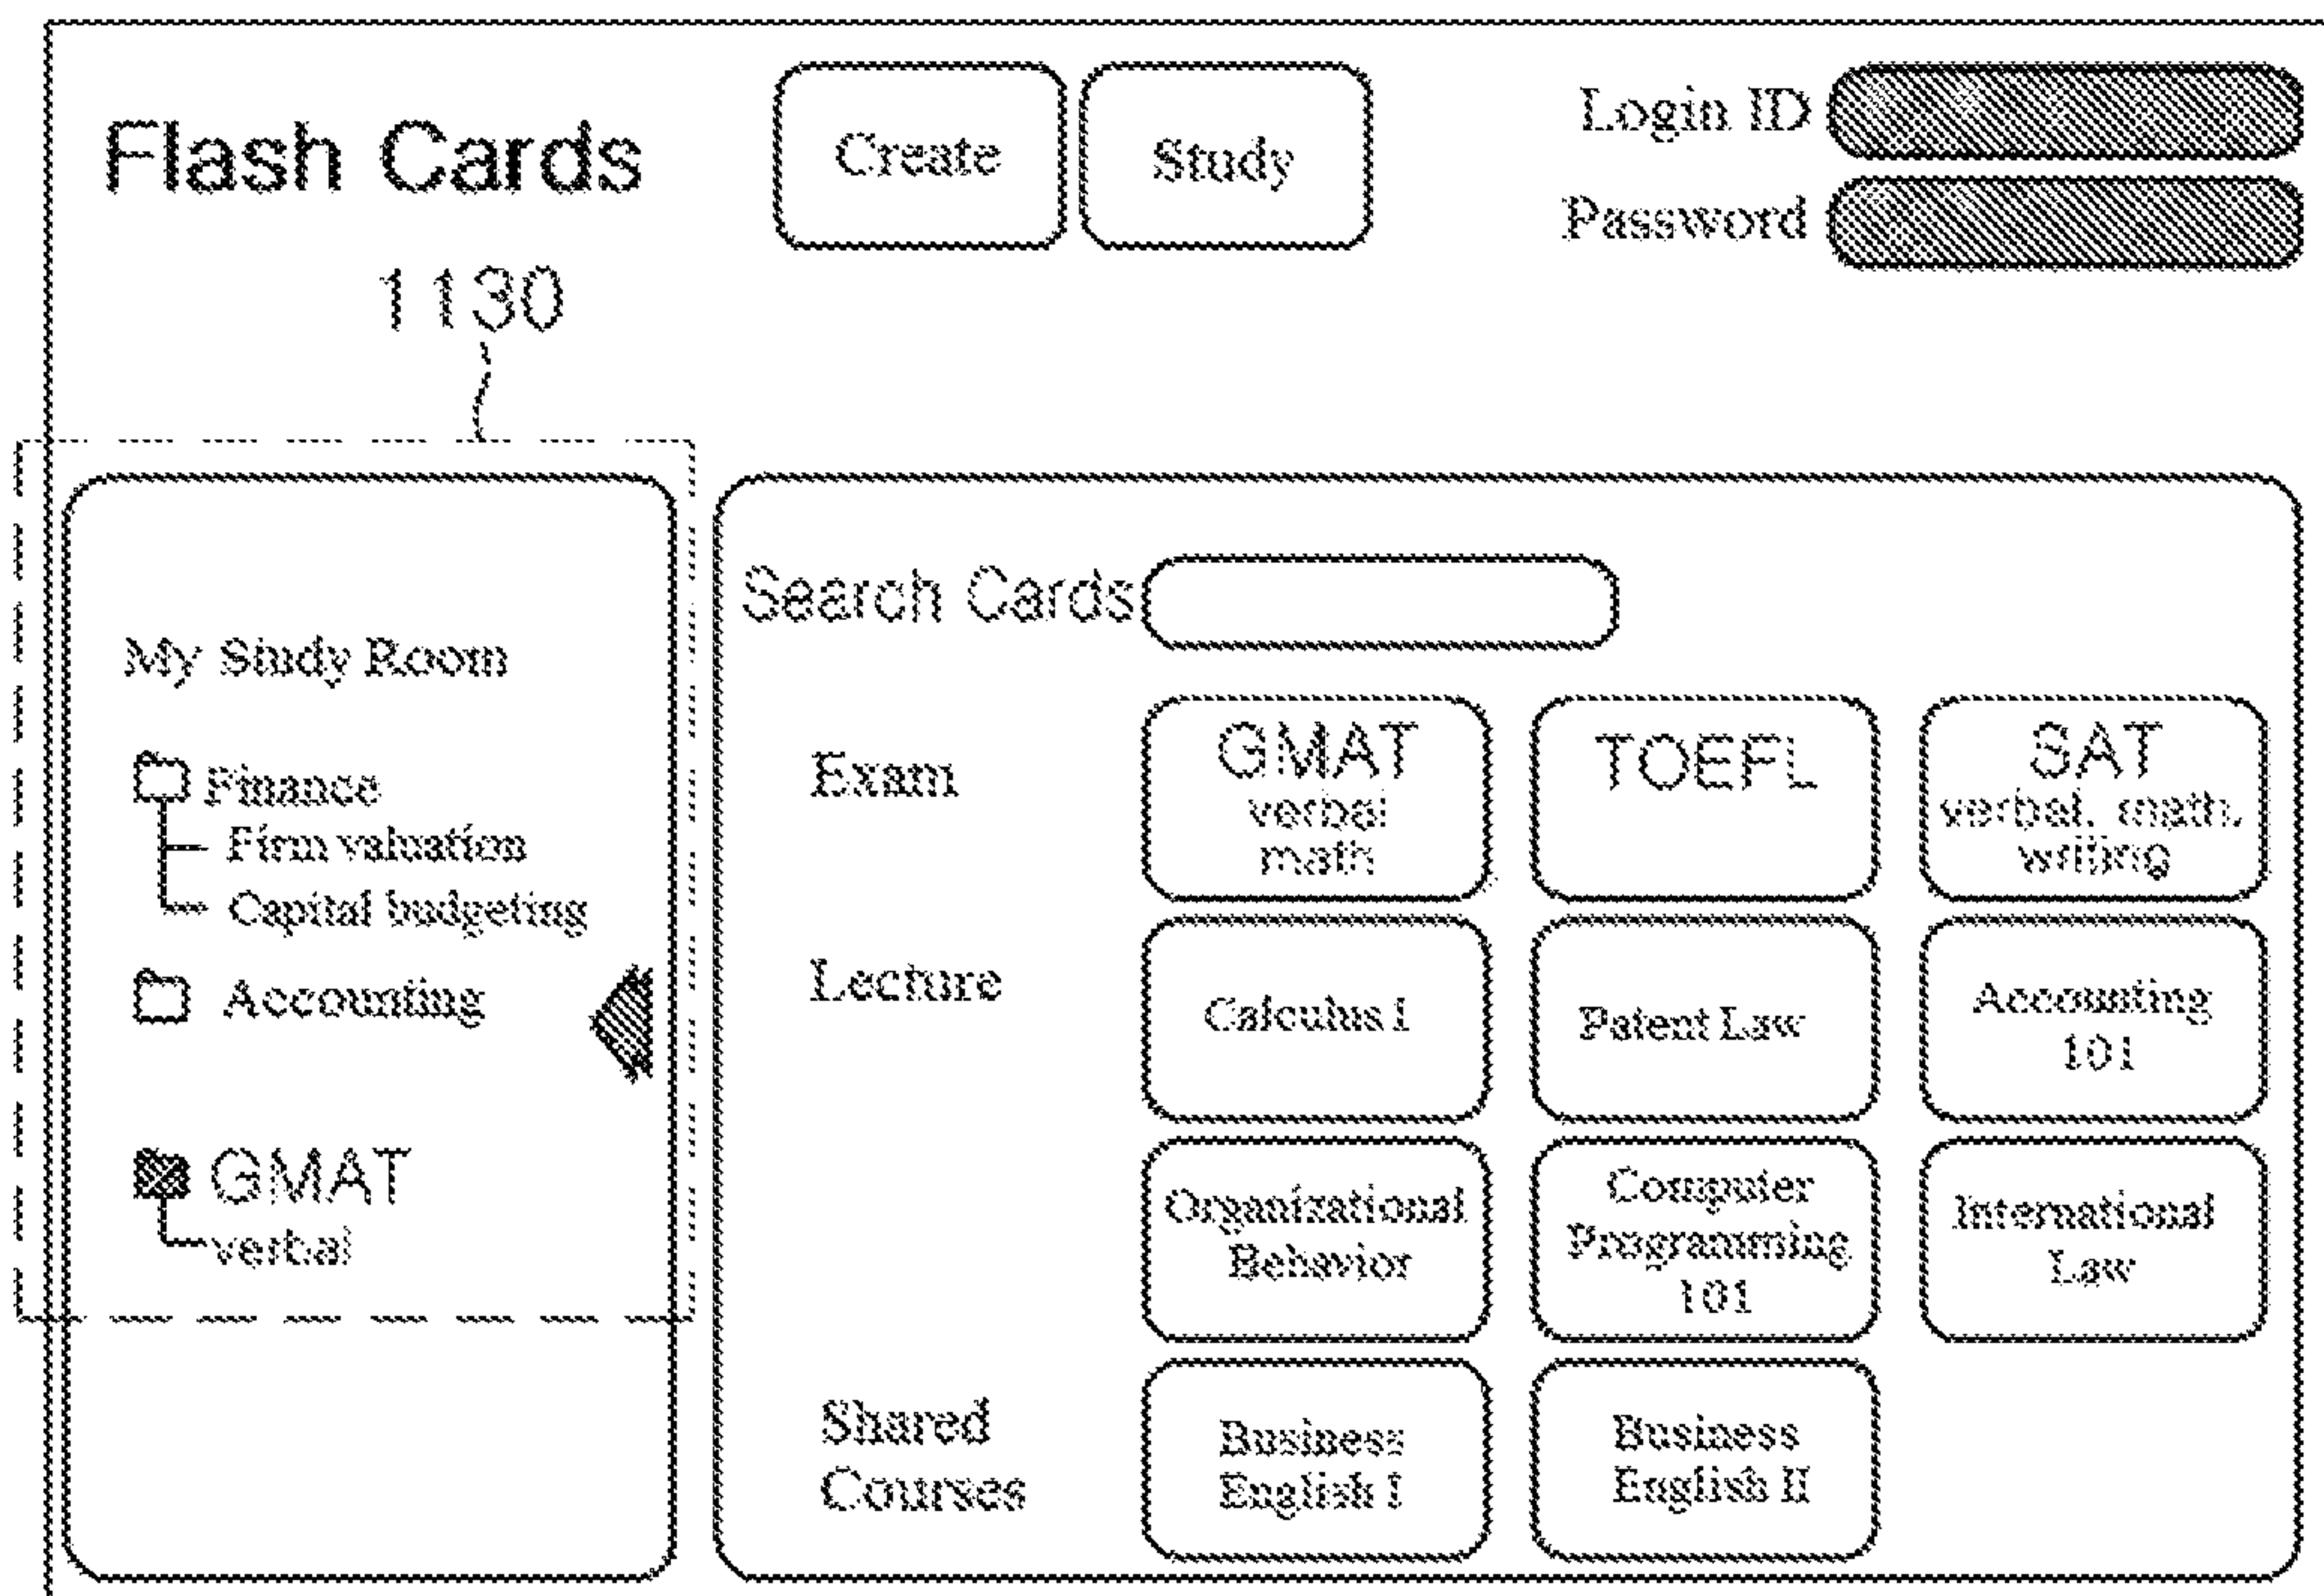 Flash Cards
Create
Study
Login ID
Password
1130
My Study Room
Finance
Firm valuation
Capital budgeting
Accounting
GMAT
verbal
Search Cards
Exam
GMAT
verbal
math
TOEFL
SAT
verbal, math,
writing
Lecture
Calculus I
Patent Law
Accounting
101
Organizational
Behavior
Computer
Programming
101
International
Law
Shared
Courses
Business
English I
Business
English II